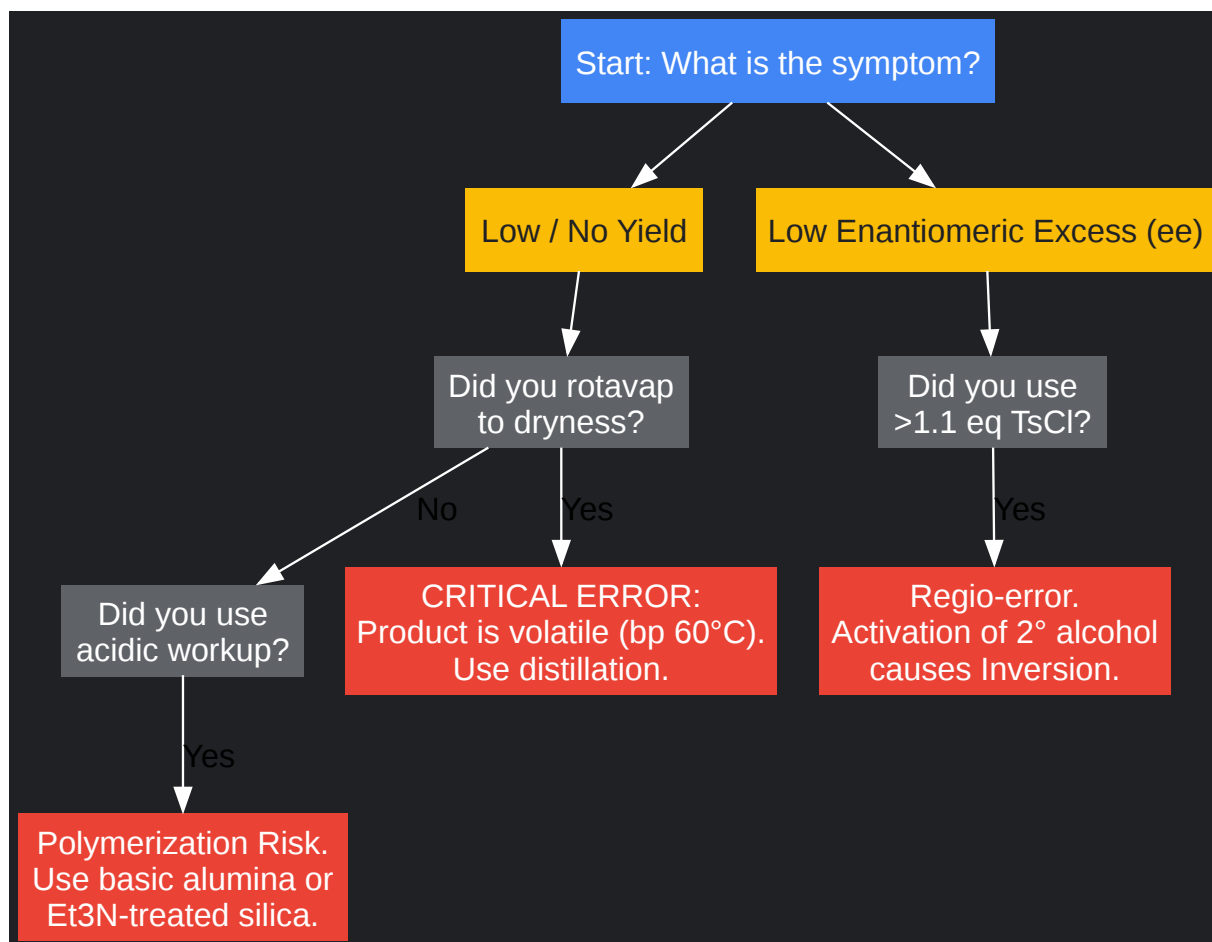 Start: What is the symptom?
Low / No Yield
Low Enantiomeric Excess (ee)
Did you rotavap
to dryness?
Did you use
>1.1 eq TsCl?
No
Yes
Yes
Did you use
acidic workup?
CRITICAL ERROR:
Product is volatile (bp 60°C).
Use distillation.
Regio-error.
Activation of 2° alcohol
causes Inversion.
Yes
Polymerization Risk.
Use basic alumina or
Et3N-treated silica.